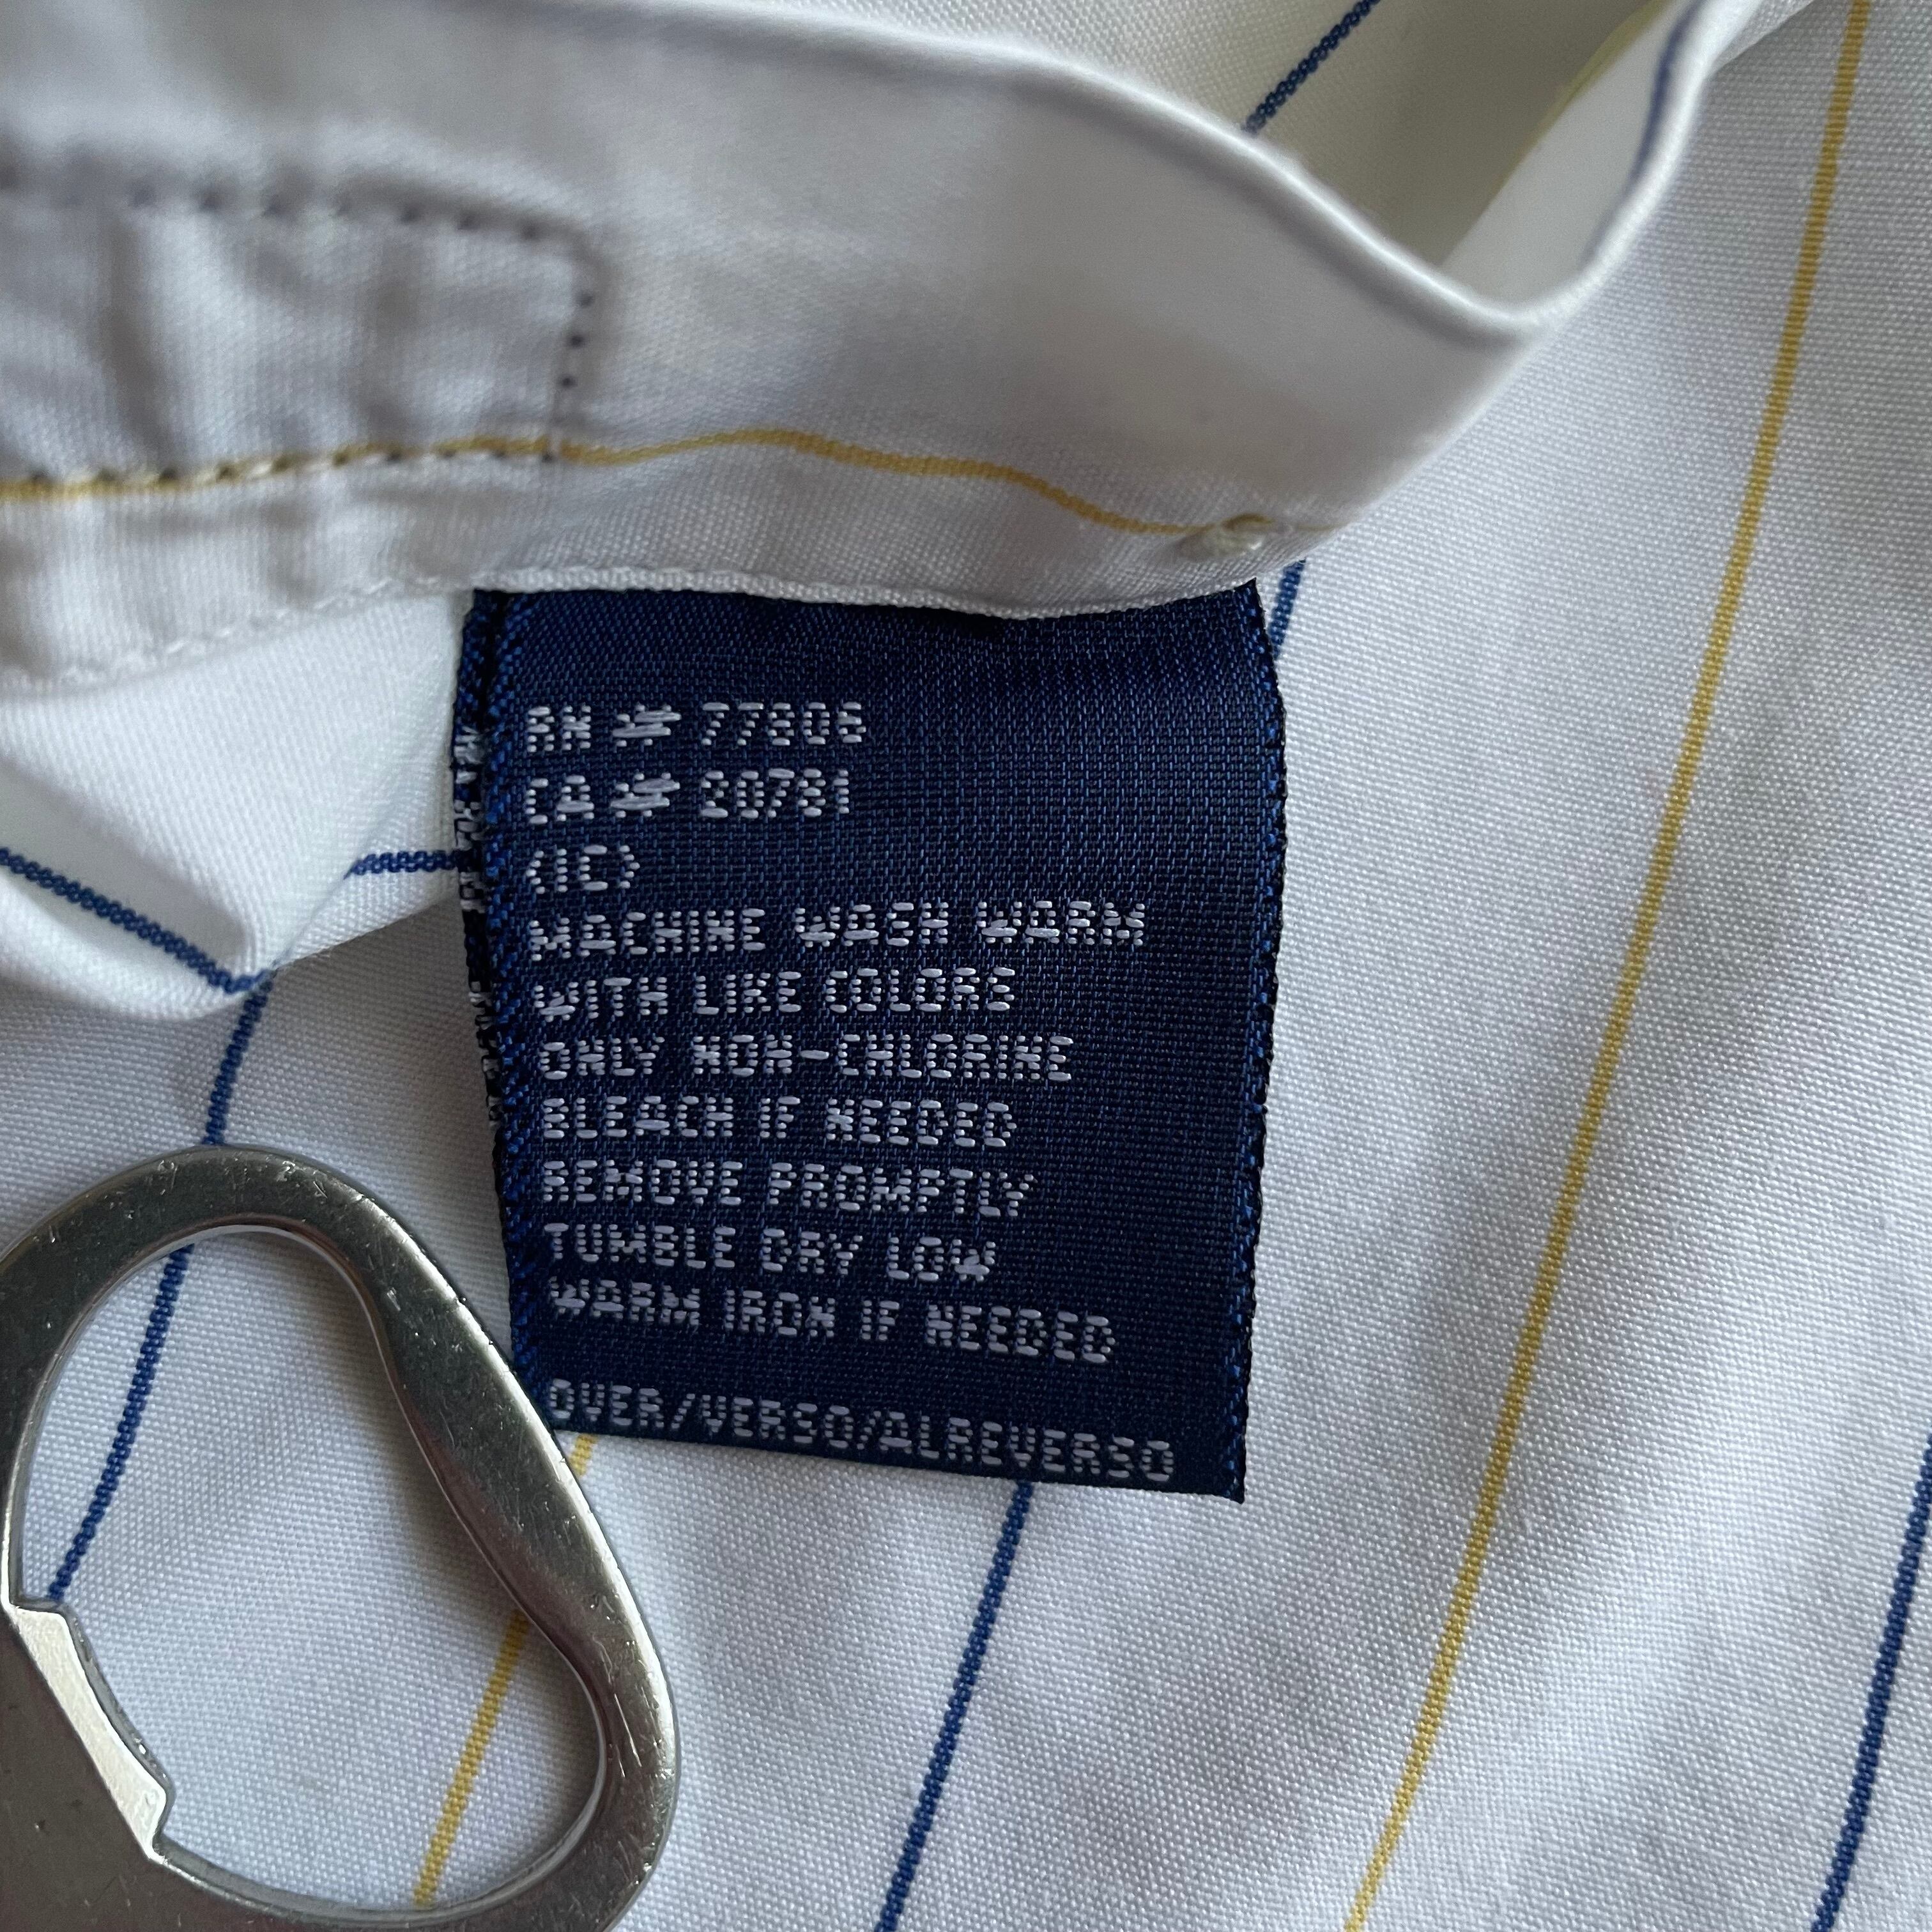 RN # 77806
CA # 20781
(IC)
MACHINE WASH WARM
WITH LIKE COLORS
ONLY NON-CHLORINE
BLEACH IF NEEDED
REMOVE PROMPTLY
TUMBLE DRY LOW
WARM IRON IF NEEDED
OVER/VERSO/ALREVERSO